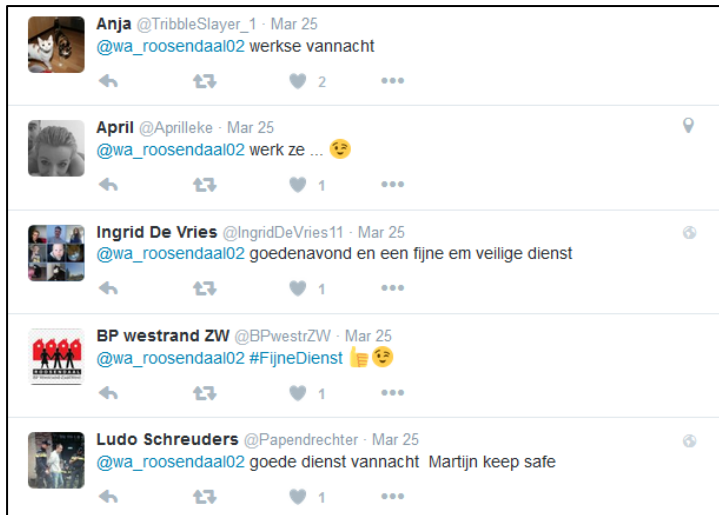 Anja @TribbleSlayer_1 · Mar 25
@wa_roosendaal02 werkse vannacht
2
April @Aprilleke · Mar 25
@wa_roosendaal02 werk ze ... 😉
1
Ingrid De Vries @IngridDeVries11 · Mar 25
@wa_roosendaal02 goedenavond en een fijne em veilige dienst
1
BP westrand ZW @BPwestrZW · Mar 25
@wa_roosendaal02 #FijneDienst 👍😉
ROOSENDAAL
1
Ludo Schreuders @Papendrechter · Mar 25
@wa_roosendaal02 goede dienst vannacht Martijn keep safe
1